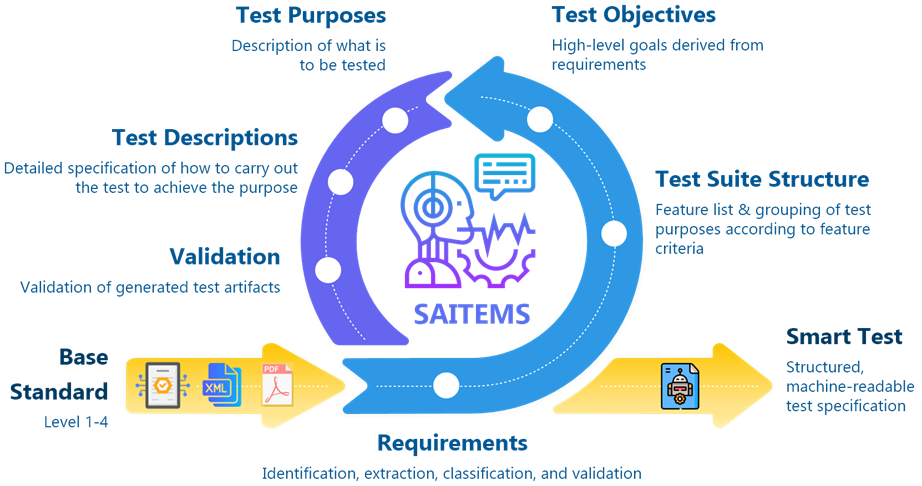 Test Purposes
Description of what is
to be tested
Test Objectives
High-level goals derived from
requirements
Test Descriptions
Detailed specification of how to carry out
the test to achieve the purpose
Test Suite Structure
Feature list & grouping of test
purposes according to feature
criteria
Validation
Validation of generated test artifacts
SAITEMS
Base
Standard
Level 1-4
XML
PDF
Smart Test
Structured,
machine-readable
test specification
Requirements
Identification, extraction, classification, and validation